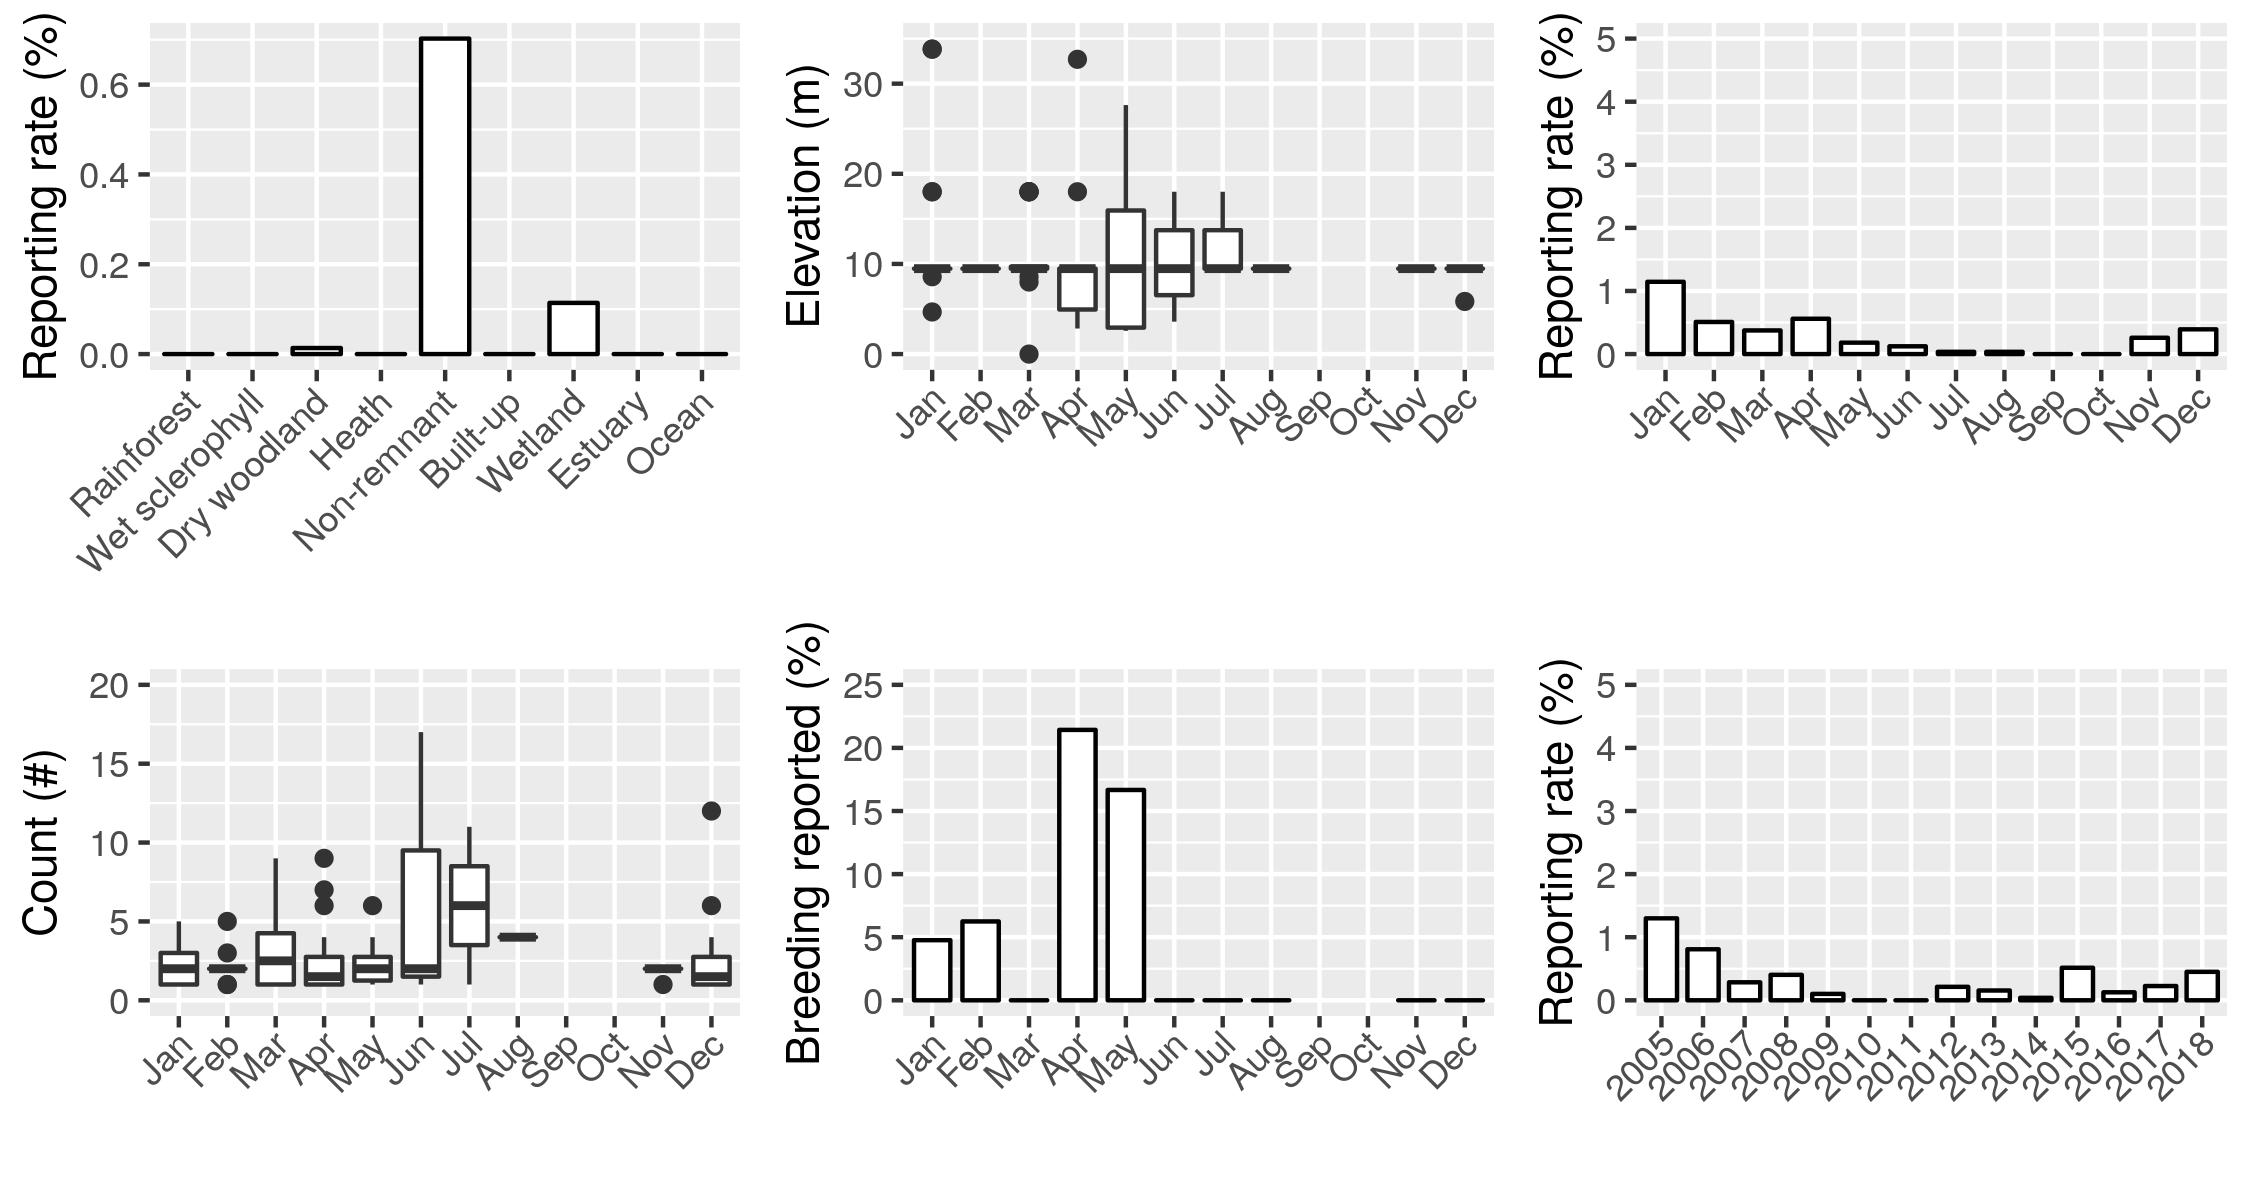 Reporting rate (%)
0.6
0.4
0.2
0.0
Rainforest
Wet sclerophyll
Dry woodland
Heath
Non-remnant
Built-up
Wetland
Estuary
Ocean
Elevation (m)
30
20
10
0
Jan
Feb
Mar
Apr
May
Jun
Jul
Aug
Sep
Oct
Nov
Dec
Reporting rate (%)
5
4
3
2
1
0
Jan
Feb
Mar
Apr
May
Jun
Jul
Aug
Sep
Oct
Nov
Dec
Count (#)
20
15
10
5
0
Jan
Feb
Mar
Apr
May
Jun
Jul
Aug
Sep
Oct
Nov
Dec
Breeding reported (%)
25
20
15
10
5
0
Jan
Feb
Mar
Apr
May
Jun
Jul
Aug
Sep
Oct
Nov
Dec
Reporting rate (%)
5
4
3
2
1
0
2005
2006
2007
2008
2009
2010
2011
2012
2013
2014
2015
2016
2017
2018